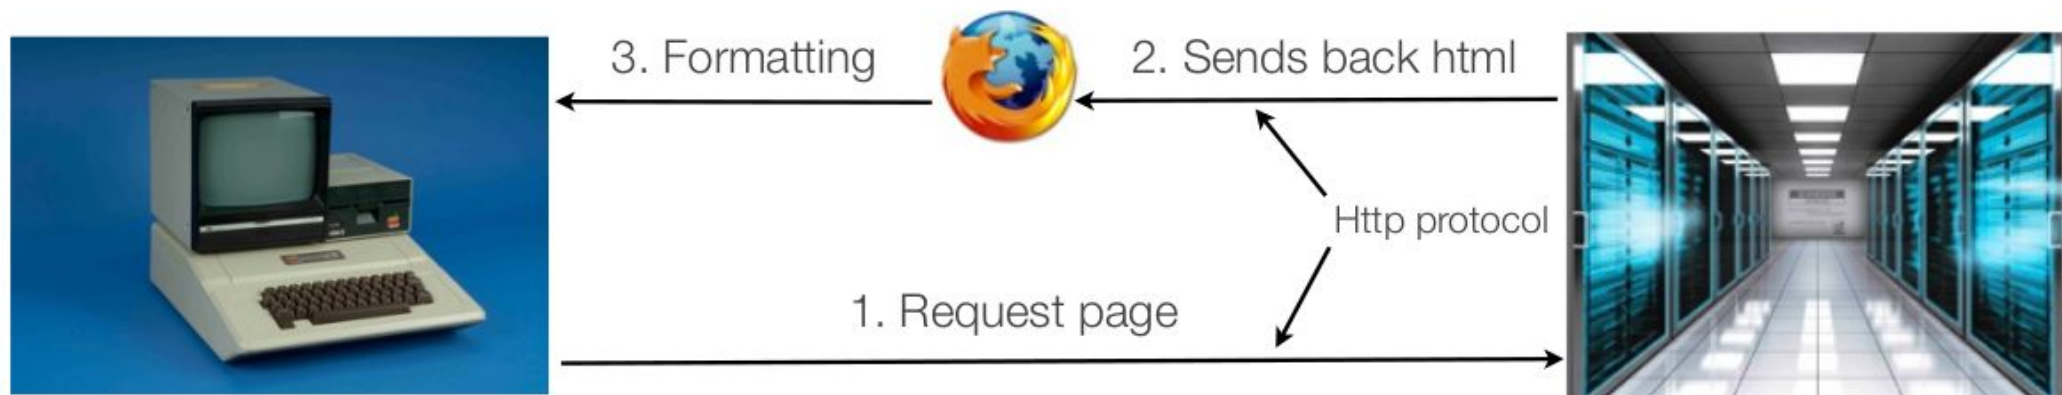 3. Formatting
2. Sends back html
Http protocol
1. Request page